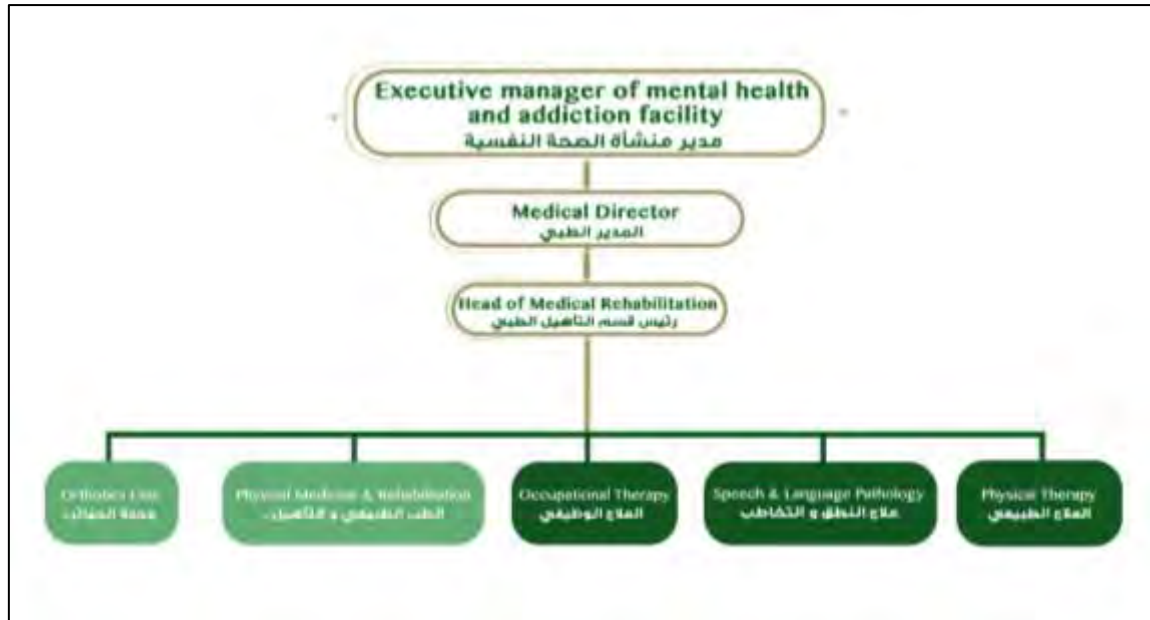 Executive manager of mental health
and addiction facility
مدير منشأة الصحة النفسية
Medical Director
المدير الطبي
Head of Medical Rehabilitation
رئيس قسم التأهيل الطبي
Orthotics
Physical Medicine & Rehabilitation
الطب الطبيعي و التأهيل
Occupational Therapy
العلاج الوظيفي
Speech & Language Pathology
علاج النطق و التخاطب
Physical Therapy
العلاج الطبيعي